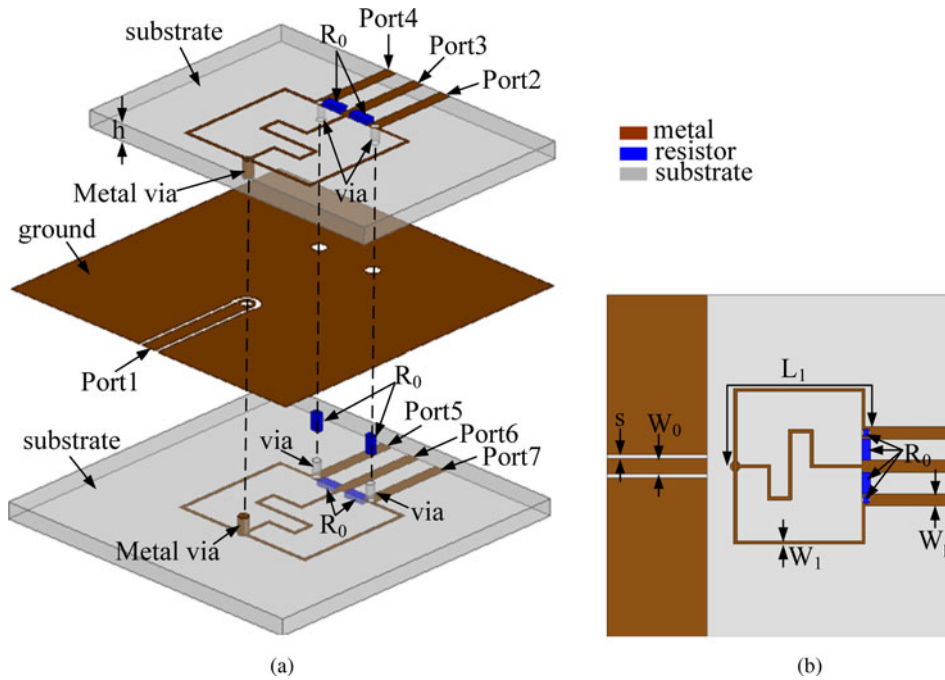 Port4
substrate
R0
Port3
Port2
h
via
Metal via
metal
resistor
substrate
ground
Port1
R0
Port5
substrate
via
Port6
Port7
R0
via
Metal via
L1
s
W0
R0
W1
W1
(a)
(b)